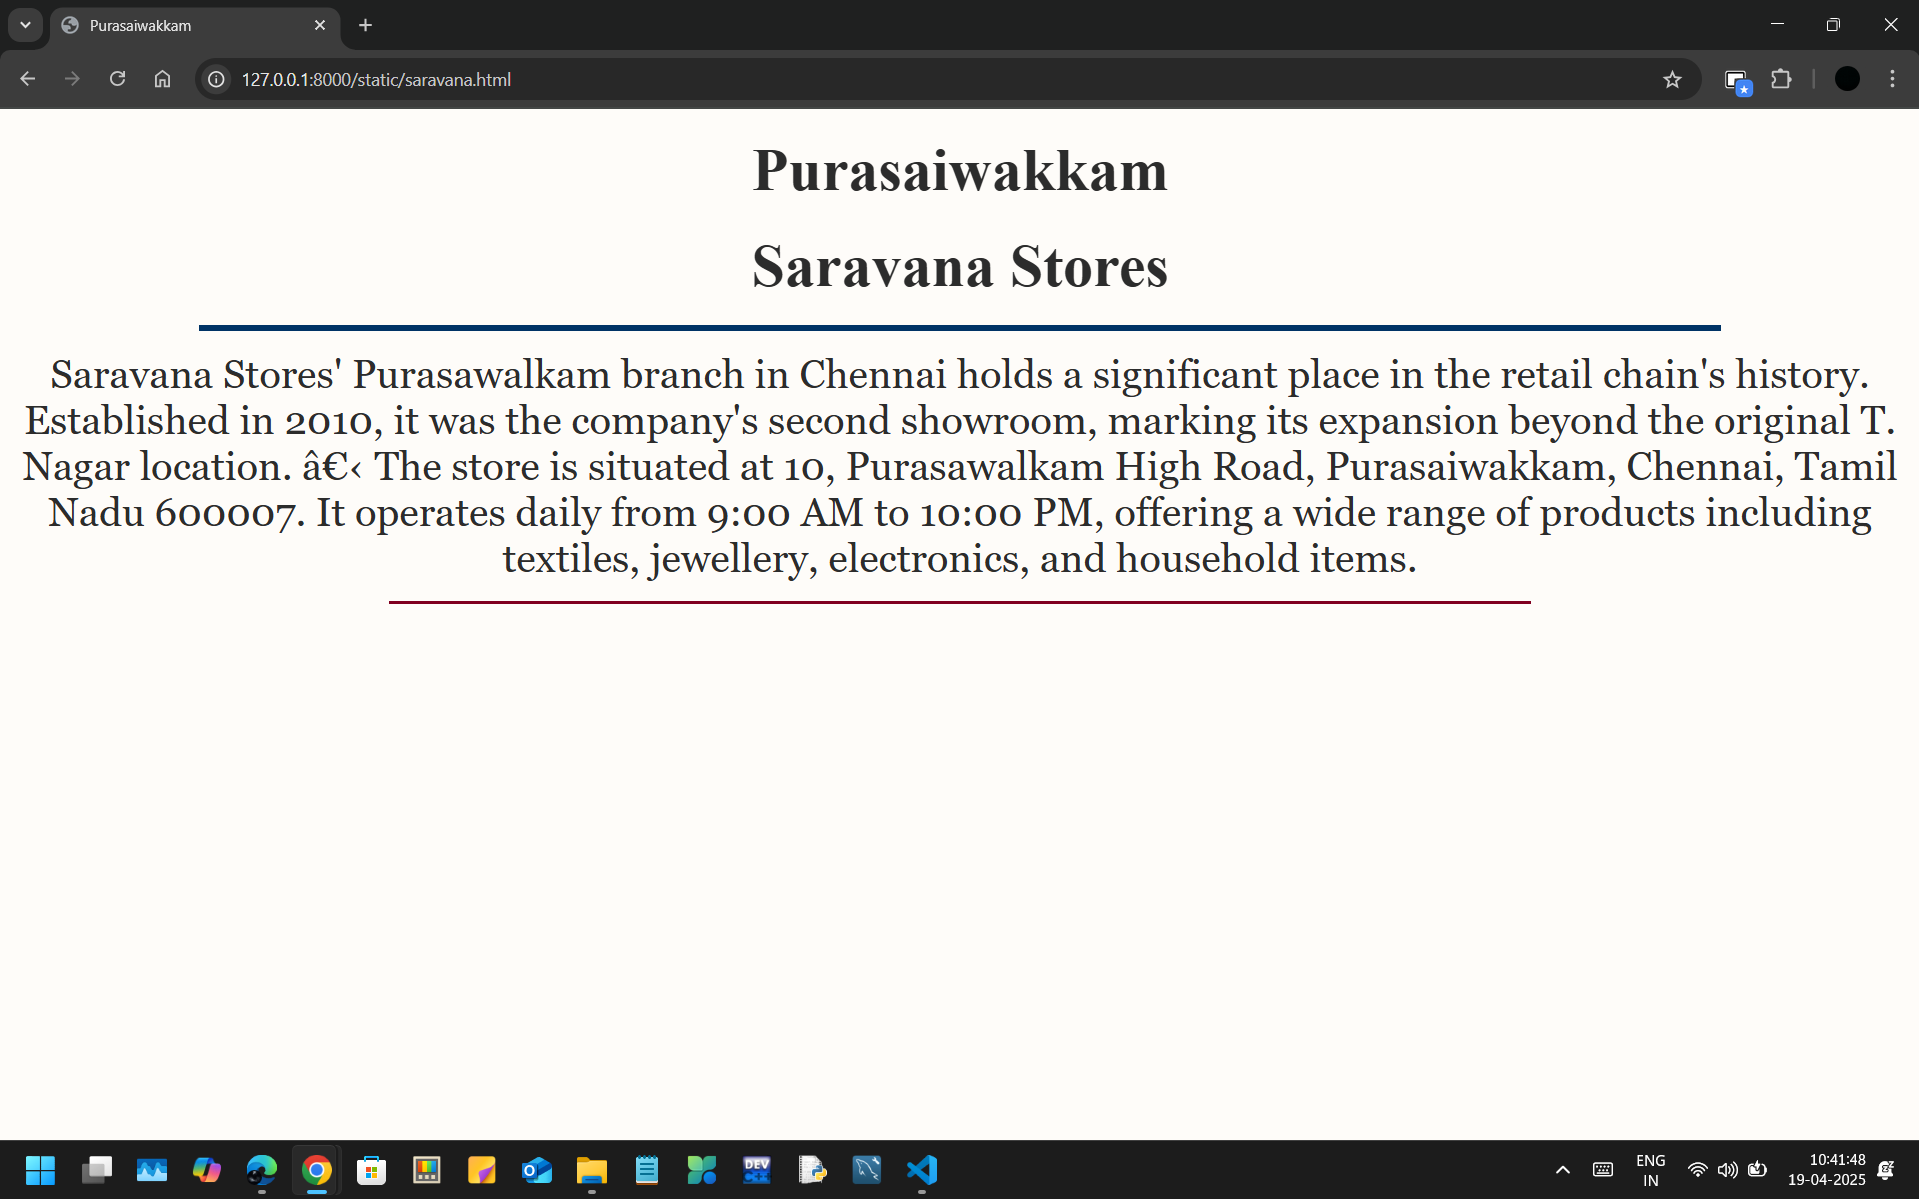 Purasaiwakkam
127.0.0.1:8000/static/saravana.html
Purasaiwakkam
Saravana Stores
Saravana Stores' Purasawalkam branch in Chennai holds a significant place in the retail chain's history.
Established in 2010, it was the company's second showroom, marking its expansion beyond the original T.
Nagar location. â€‹ The store is situated at 10, Purasawalkam High Road, Purasaiwakkam, Chennai, Tamil
Nadu 600007. It operates daily from 9:00 AM to 10:00 PM, offering a wide range of products including
textiles, jewellery, electronics, and household items.
DEV
ENG
IN
10:41:48
19-04-2025